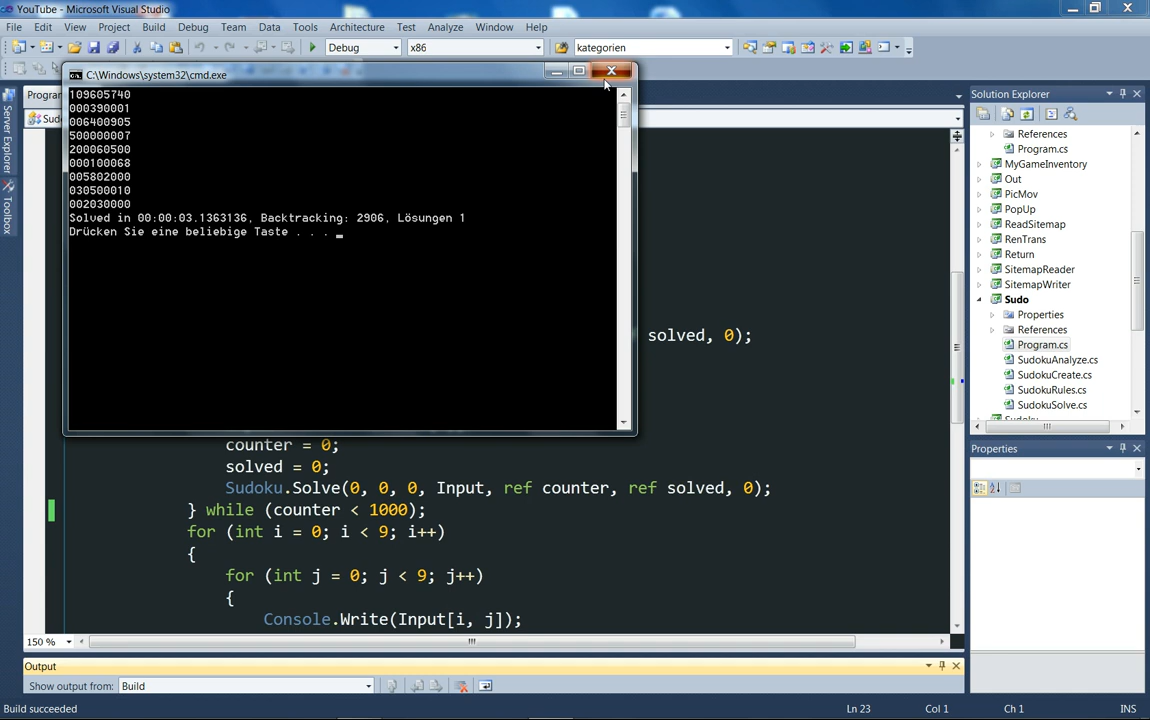 YouTube - Microsoft Visual Studio
File Edit View Project Build Debug Team Data Tools Architecture Test Analyze Window Help
Debug x86 kategorien
C:\Windows\system32\cmd.exe
Program
Sudo
Server Explorer
Toolbox
109605740
000390001
006400905
500000007
200060500
000100068
005802000
030500010
002030000
Solved in 00:00:03.1363136, Backtracking: 2906, Lösungen 1
Drücken Sie eine beliebige Taste . . . _
solved, 0);
counter = 0;
solved = 0;
Sudoku.Solve(0, 0, 0, Input, ref counter, ref solved, 0);
} while (counter < 1000);
for (int i = 0; i < 9; i++)
{
for (int j = 0; j < 9; j++)
{
Console.Write(Input[i, j]);
150 %
Output
Show output from: Build
Build succeeded
Ln 23 Col 1 Ch 1 INS
Solution Explorer
References
Program.cs
MyGameInventory
Out
PicMov
PopUp
ReadSitemap
RenTrans
Return
SitemapReader
SitemapWriter
Sudo
Properties
References
Program.cs
SudokuAnalyze.cs
SudokuCreate.cs
SudokuRules.cs
SudokuSolve.cs
Properties